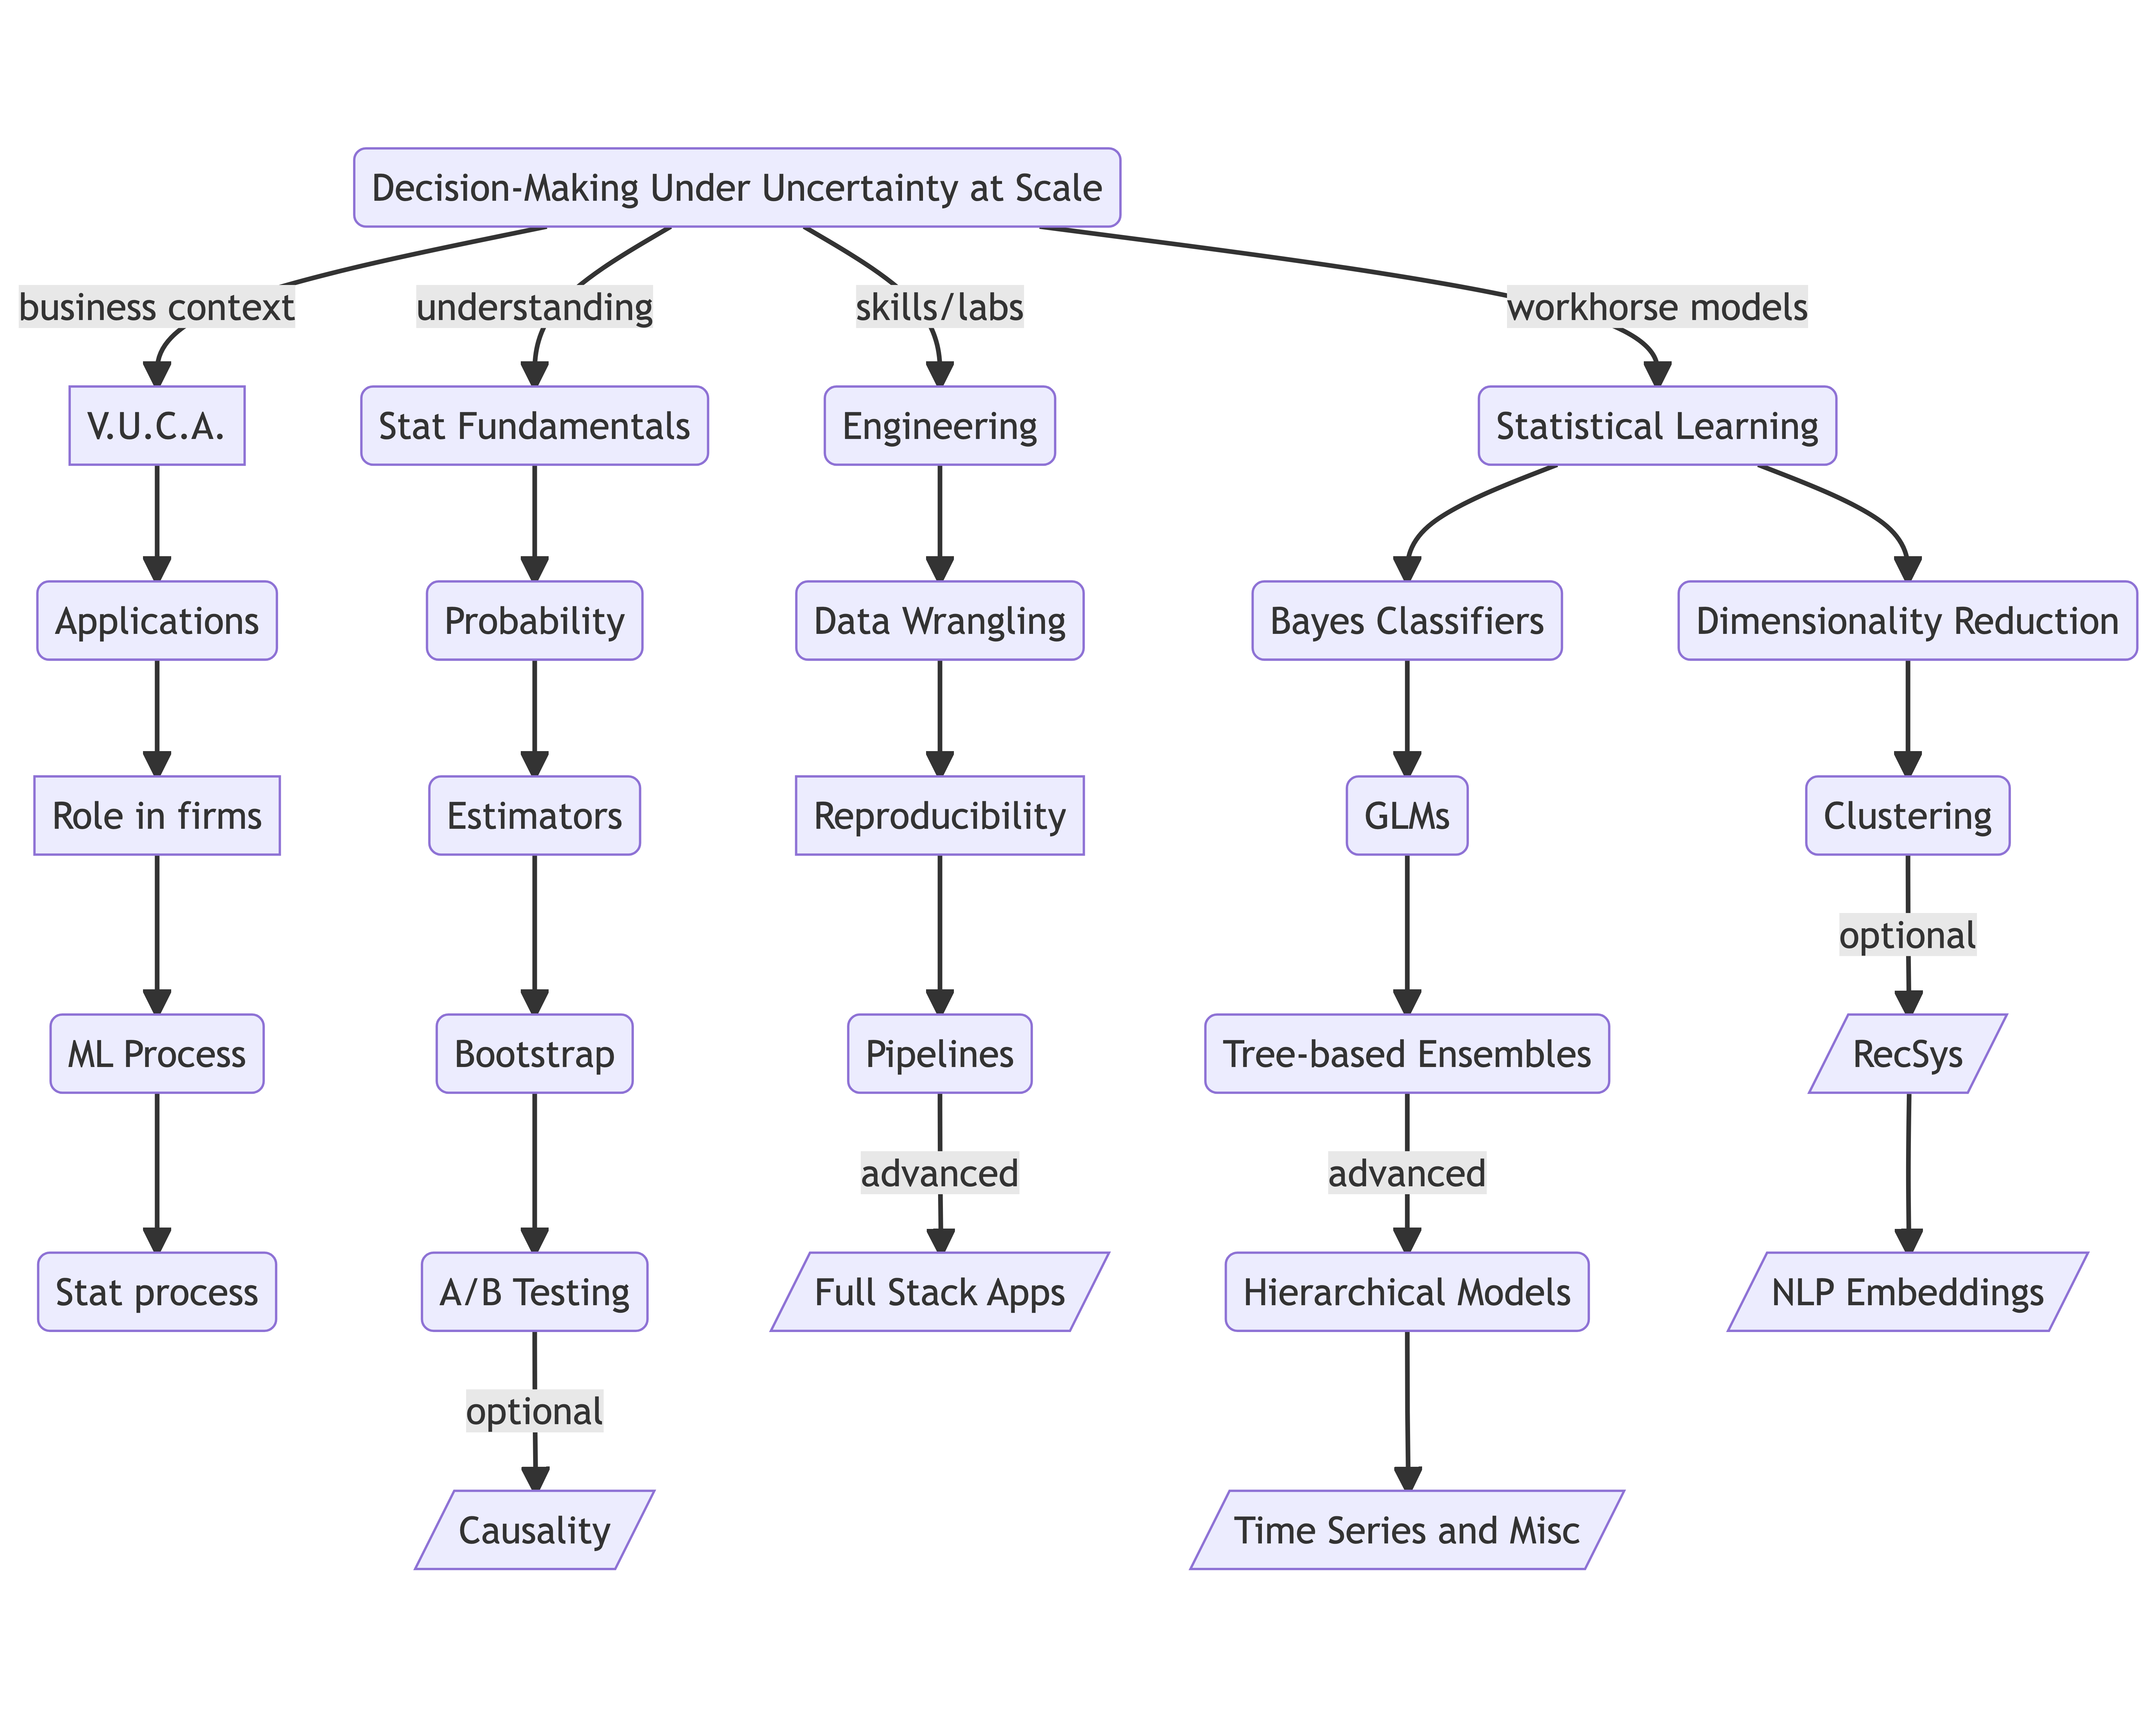 Decision-Making Under Uncertainty at Scale
business context
understanding
skills/labs
workhorse models
V.U.C.A.
Stat Fundamentals
Engineering
Statistical Learning
Applications
Probability
Data Wrangling
Bayes Classifiers
Dimensionality Reduction
Role in firms
Estimators
Reproducibility
GLMs
Clustering
optional
ML Process
Bootstrap
Pipelines
Tree-based Ensembles
RecSys
advanced
advanced
Stat process
A/B Testing
Full Stack Apps
Hierarchical Models
NLP Embeddings
optional
Causality
Time Series and Misc